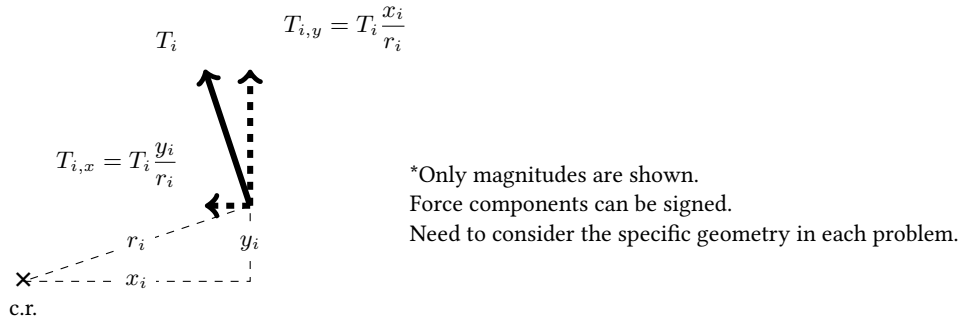 $T_{i,y} = T_i \frac{x_i}{r_i}$
$T_i$
$T_{i,x} = T_i \frac{y_i}{r_i}$
*Only magnitudes are shown.
Force components can be signed.
Need to consider the specific geometry in each problem.
$r_i$
$y_i$
$x_i$
c.r.